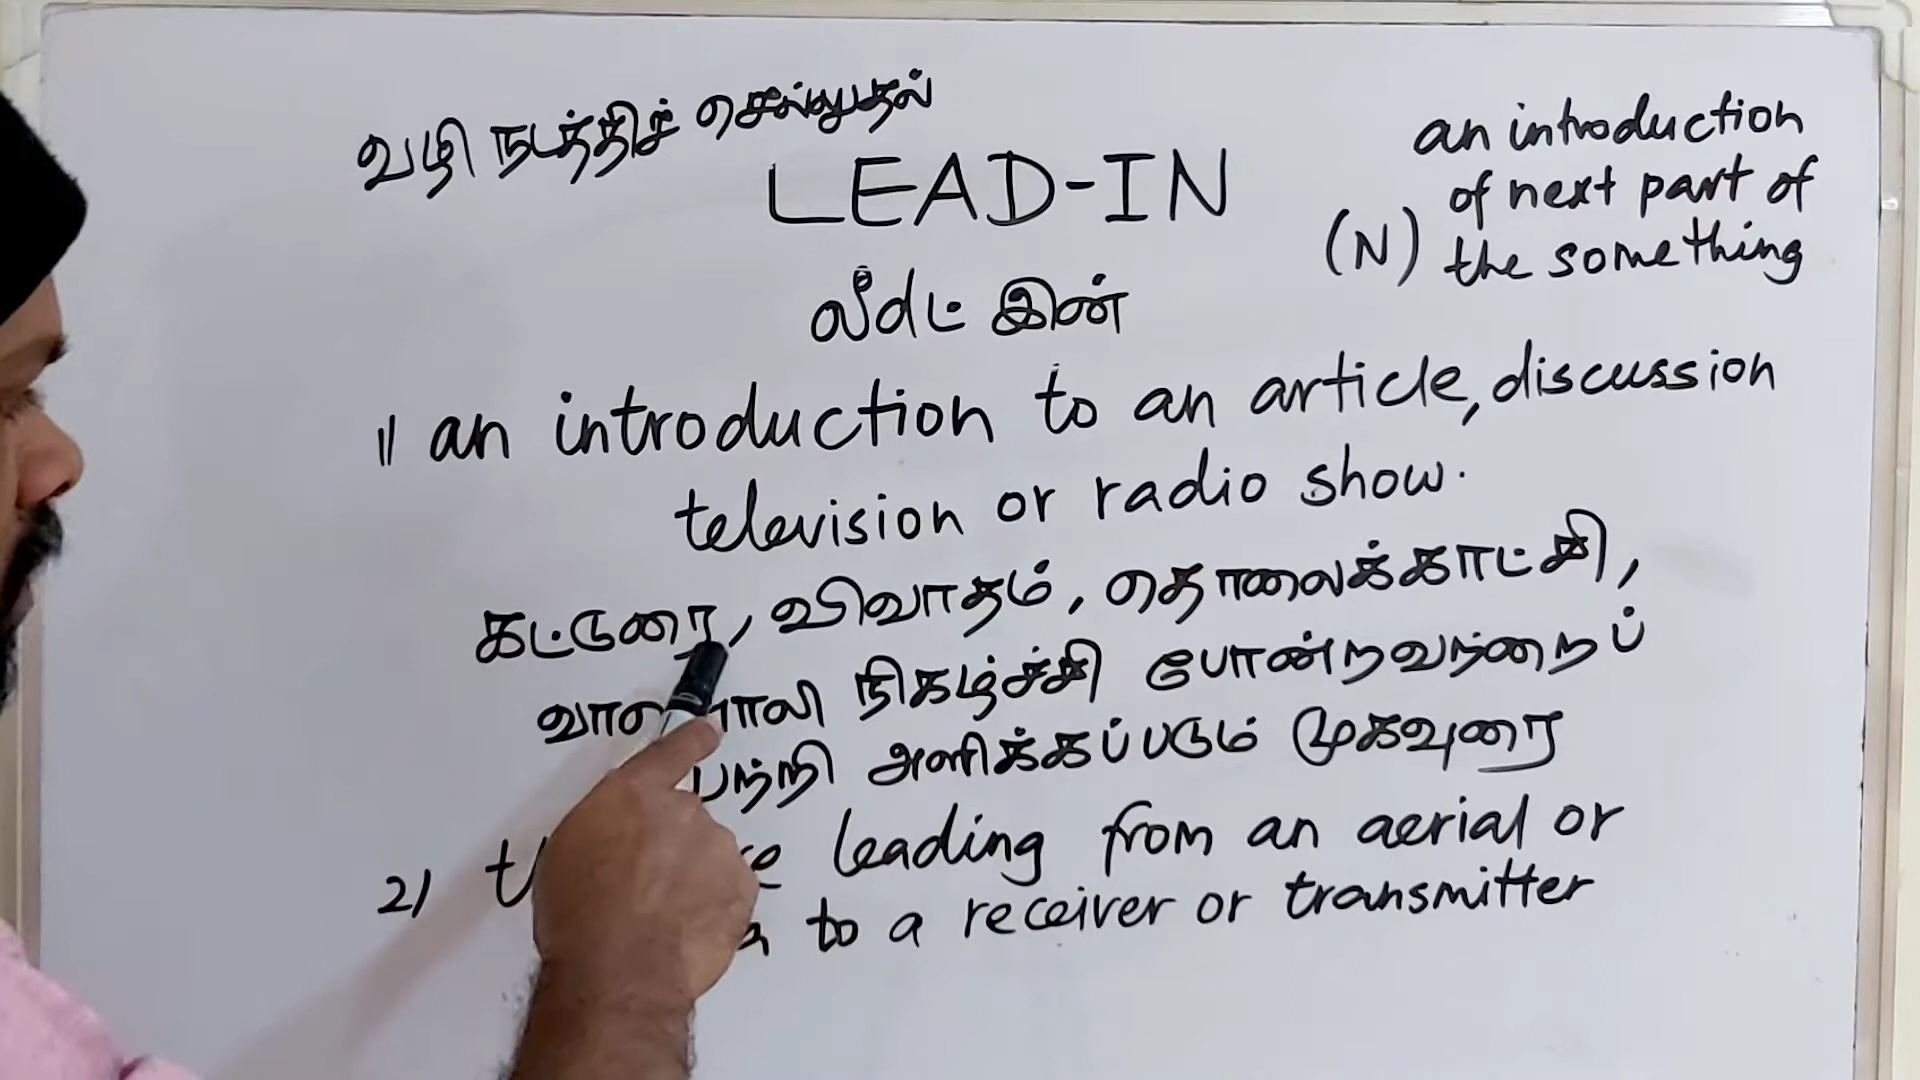 வழி நடத்திச் செல்லுதல்
LEAD-IN
an introduction
of next part of
(N) the something
லீட் இன்
1) an introduction to an article, discussion
television or radio show.
கட்டுரை, விவாதம், தொலைக்காட்சி,
நிகழ்ச்சி போன்றவற்றைப்
பற்றி அளிக்கப்படும் முகவுரை
2) leading from an aerial or
to a receiver or transmitter